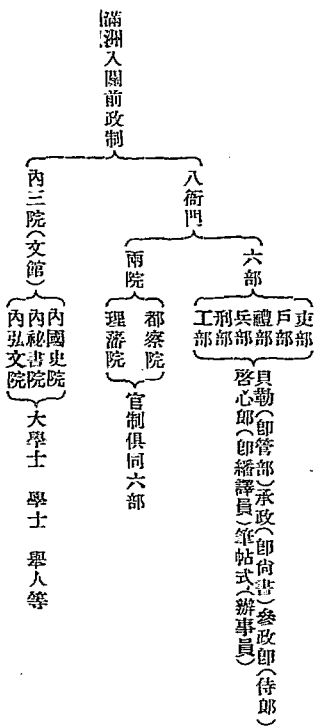 滿洲入關前政制
八衙門
六部
吏部
戶部
禮部
兵部
刑部
工部
貝勒(卽管部)承政(卽尙書)參政卽(侍郎)
啓心郎(卽繙譯員)筆帖式(辦事員)
兩院
都察院
理藩院
官制俱同六部
內三院(文館)
內國史院
內秘書院
內弘文院
大學士 學士 舉人等